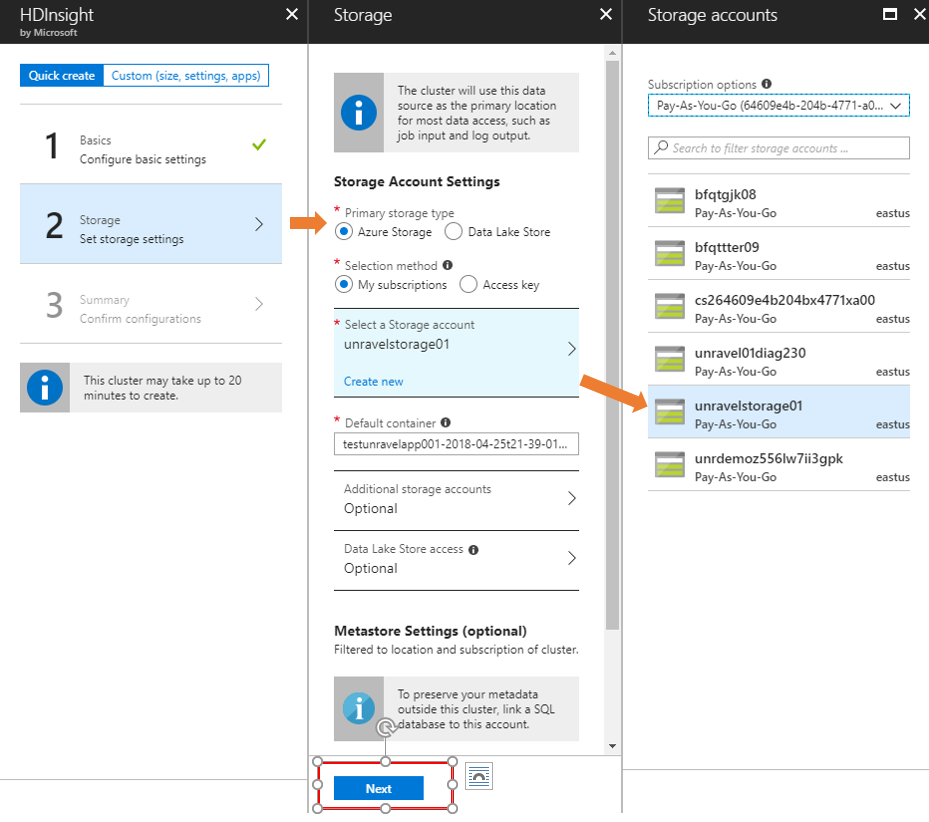 HDInsight
by Microsoft
Quick create
Custom (size, settings, apps)
1
Basics
Configure basic settings
2
Storage
Set storage settings
3
Summary
Confirm configurations
This cluster may take up to 20
minutes to create.
Storage
The cluster will use this data
source as the primary location
for most data access, such as
job input and log output.
Storage Account Settings
* Primary storage type
Azure Storage
Data Lake Store
* Selection method
My subscriptions
Access key
* Select a Storage account
unravelstorage01
Create new
* Default container
testunravelapp001-2018-04-25t21-39-01...
Additional storage accounts
Optional
Data Lake Store access
Optional
Metastore Settings (optional)
Filtered to location and subscription of cluster.
To preserve your metadata
outside this cluster, link a SQL
database to this account.
Next
Storage accounts
Subscription options
Pay-As-You-Go (64609e4b-204b-4771-a0...
Search to filter storage accounts ...
bfqtgjk08
Pay-As-You-Go eastus
bfqttter09
Pay-As-You-Go eastus
cs264609e4b204bx4771xa00
Pay-As-You-Go eastus
unravel01diag230
Pay-As-You-Go eastus
unravelstorage01
Pay-As-You-Go eastus
unrdemoz556lw7ii3gpk
Pay-As-You-Go eastus